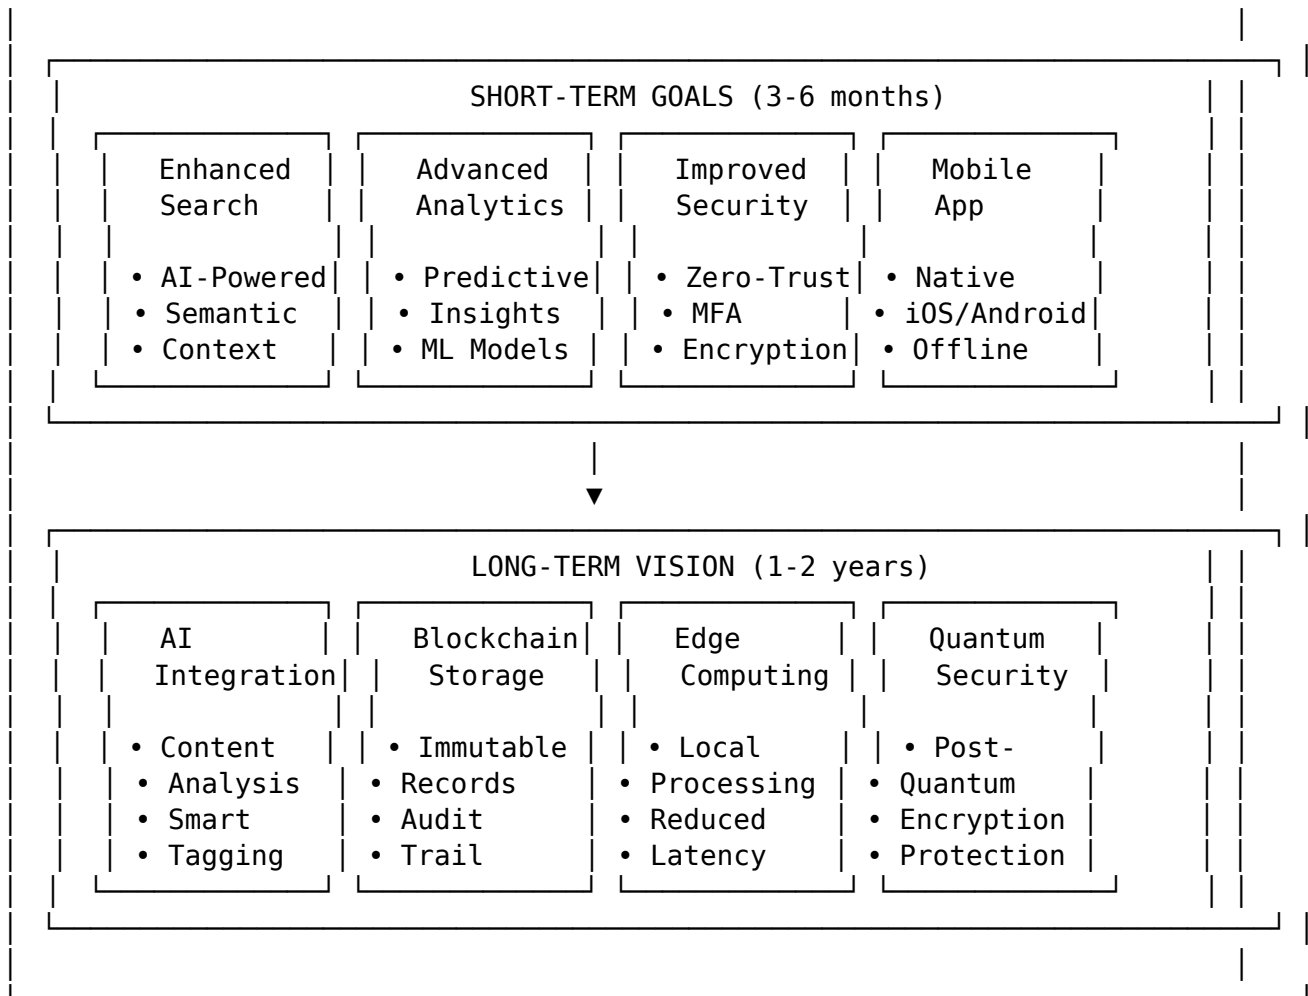 SHORT-TERM GOALS (3-6 months)
Enhanced Advanced Improved Mobile
Search Analytics Security App
• AI-Powered • Predictive • Zero-Trust • Native
• Semantic • Insights • MFA • iOS/Android
• Context • ML Models • Encryption • Offline
▼
LONG-TERM VISION (1-2 years)
AI Blockchain Edge Quantum
Integration Storage Computing Security
• Content • Immutable • Local • Post-
• Analysis • Records • Processing • Quantum
• Smart • Audit • Reduced • Encryption
• Tagging • Trail • Latency • Protection